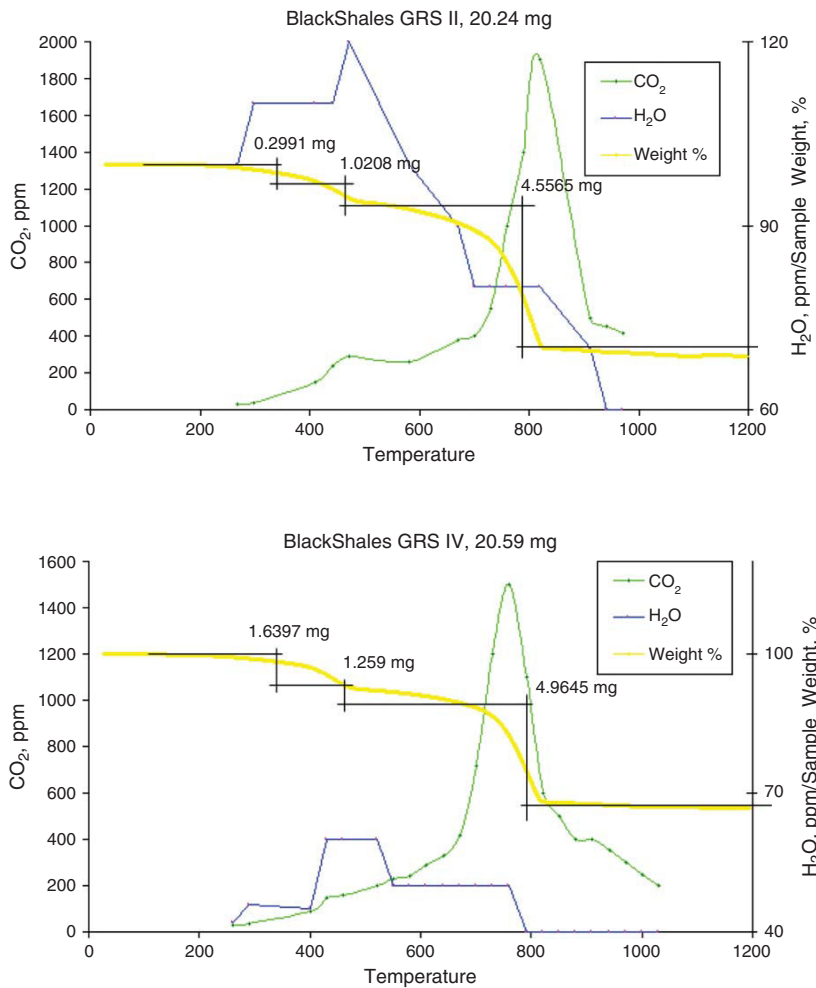 BlackShales GRS II, 20.24 mg
2000
1800
1600
1400
1200
1000
800
600
400
200
0
CO₂, ppm
0.2991 mg
1.0208 mg
4.5565 mg
CO₂
H₂O
Weight %
120
90
60
H₂O, ppm/Sample Weight, %
0 200 400 600 800 1000 1200
Temperature
BlackShales GRS IV, 20.59 mg
1600
1400
1200
1000
800
600
400
200
0
CO₂, ppm
1.6397 mg
1.259 mg
4.9645 mg
CO₂
H₂O
Weight %
100
70
40
H₂O, ppm/Sample Weight, %
0 200 400 600 800 1000 1200
Temperature